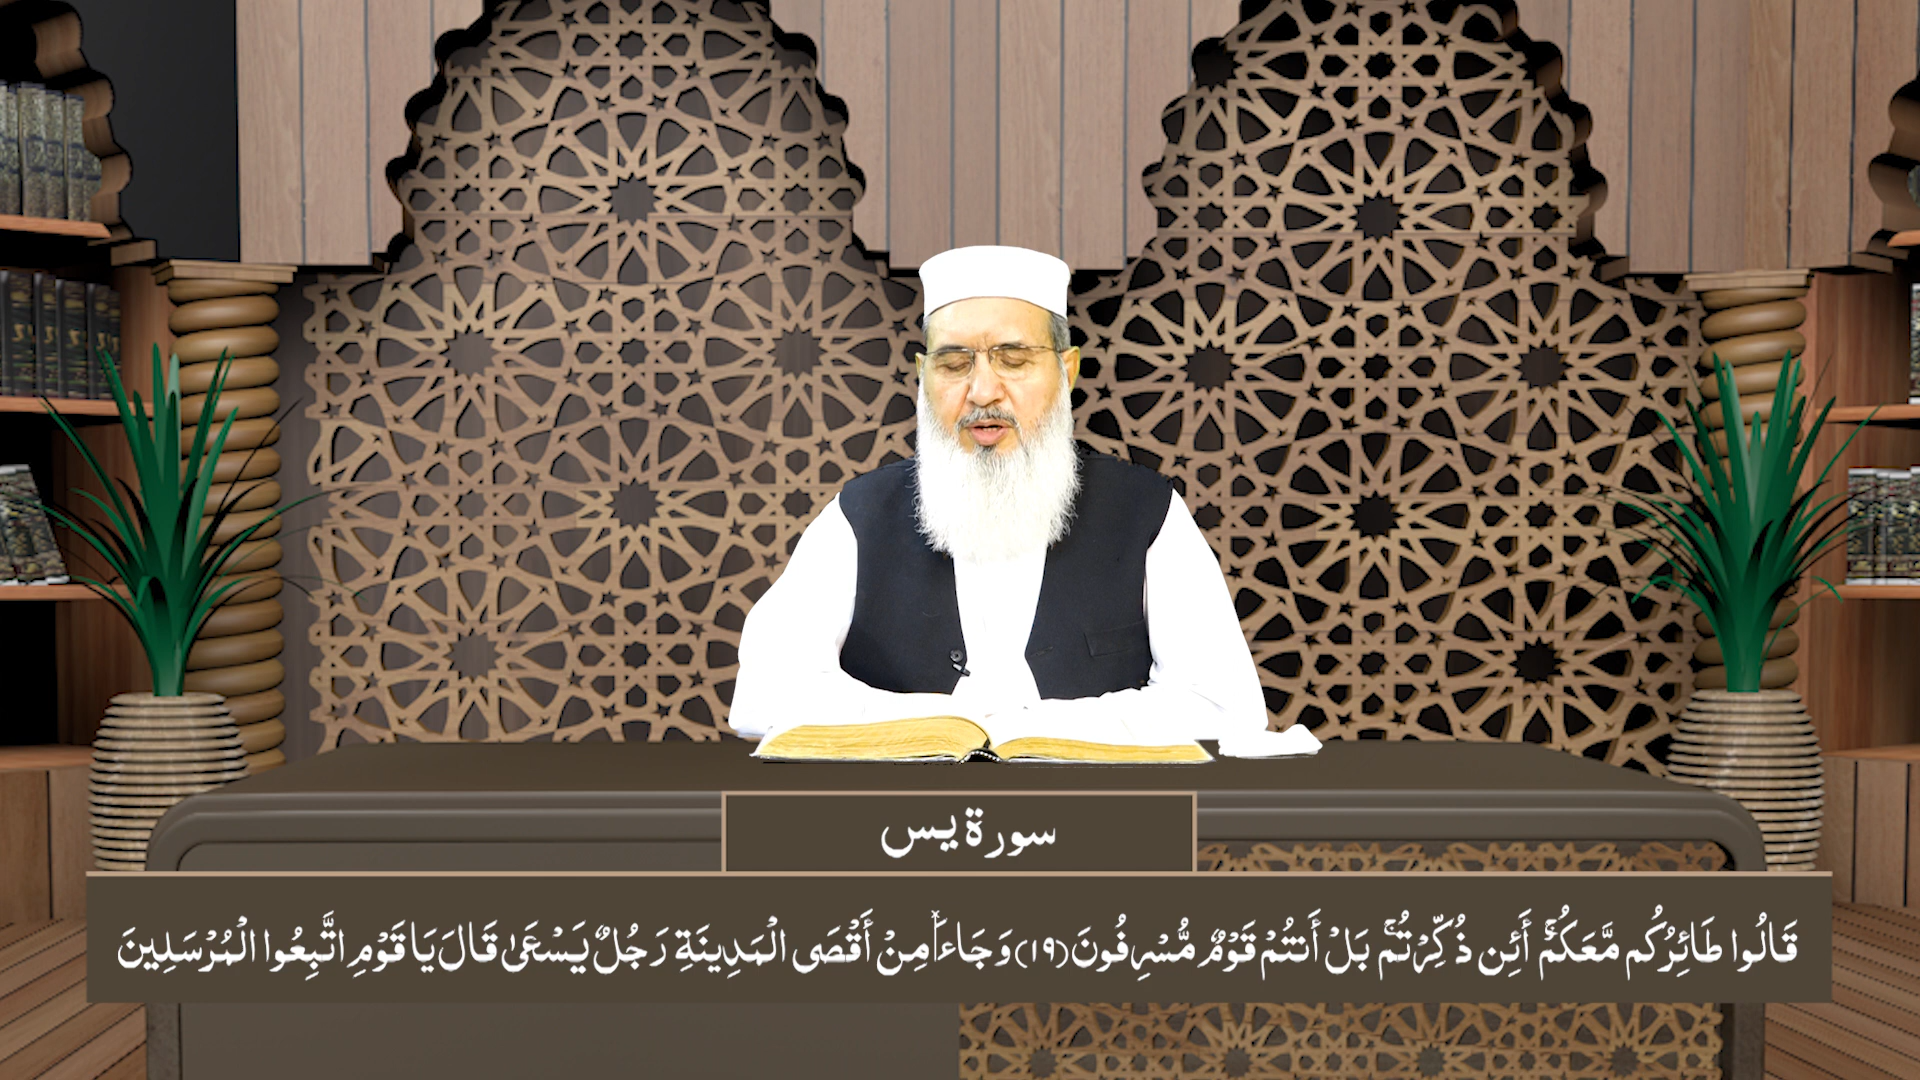 سورة يس
قَالُوا طَائِرُكُم مَّعَكُمْ ۚ أَئِن ذُكِّرْتُم ۚ بَلْ أَنتُمْ قَوْمٌ مُّسْرِفُونَ (١٩) وَجَاءَ مِنْ أَقْصَى الْمَدِينَةِ رَجُلٌ يَسْعَىٰ قَالَ يَا قَوْمِ اتَّبِعُوا الْمُرْسَلِينَ